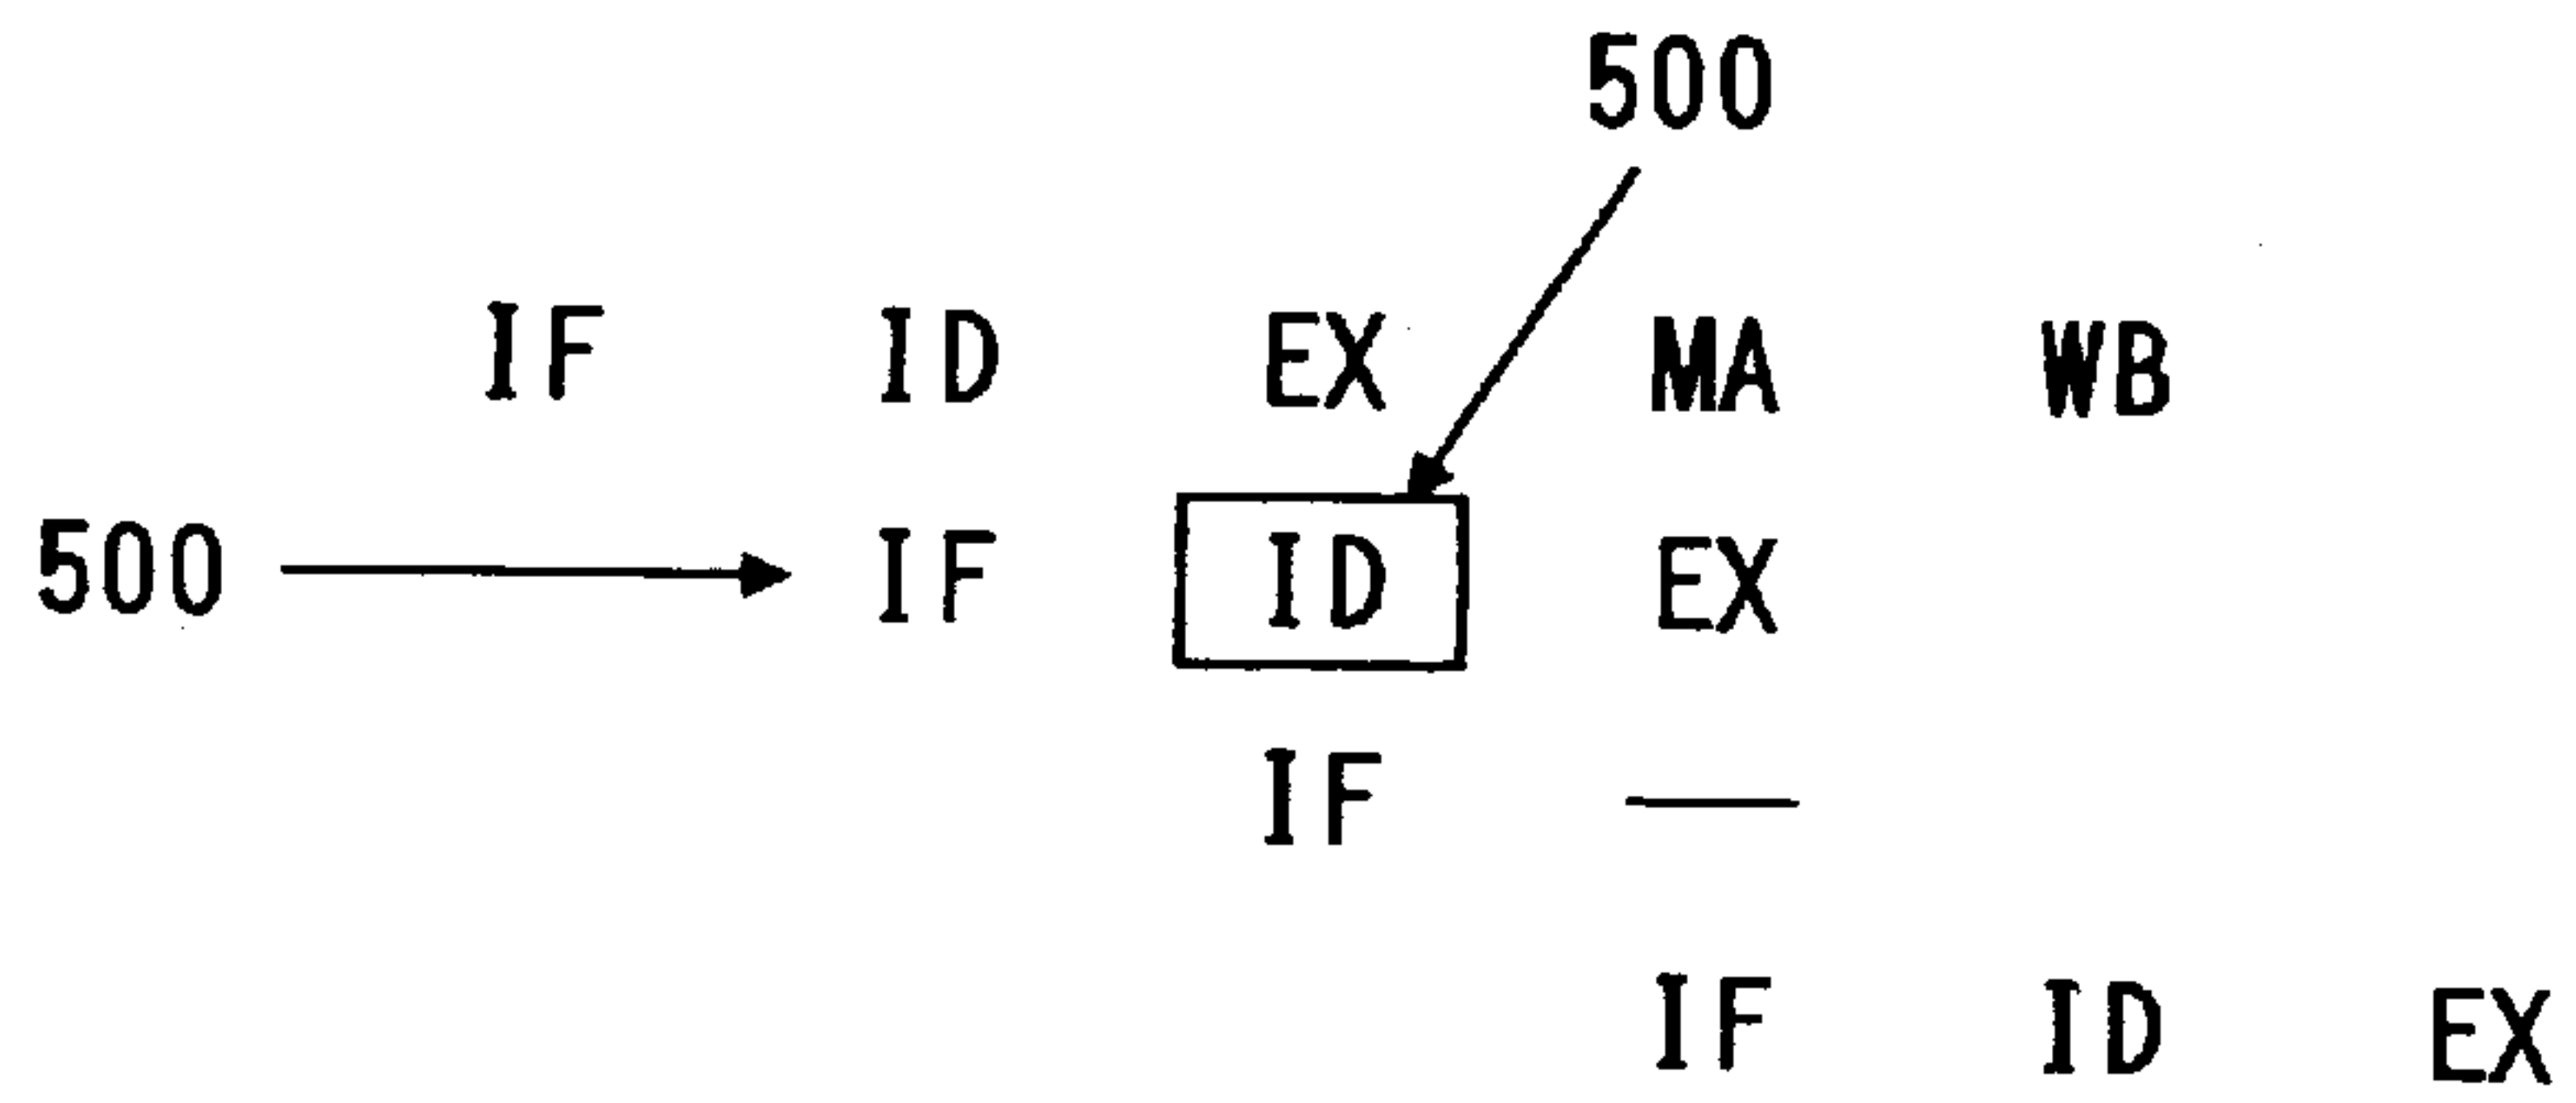 500
IF ID EX MA WB
500 IF ID EX
IF —
IF ID EX